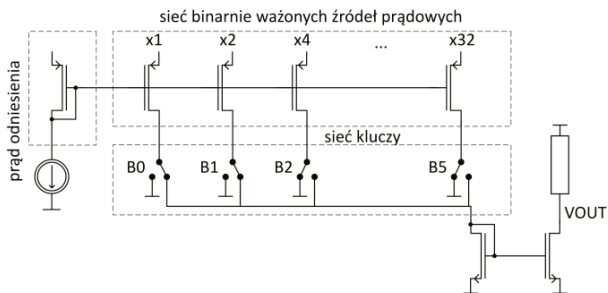 sieć binarnie ważonych źródeł prądowych
x1 x2 x4 ... x32
prąd odniesienia
sieć kluczy
B0 B1 B2 B5
VOUT